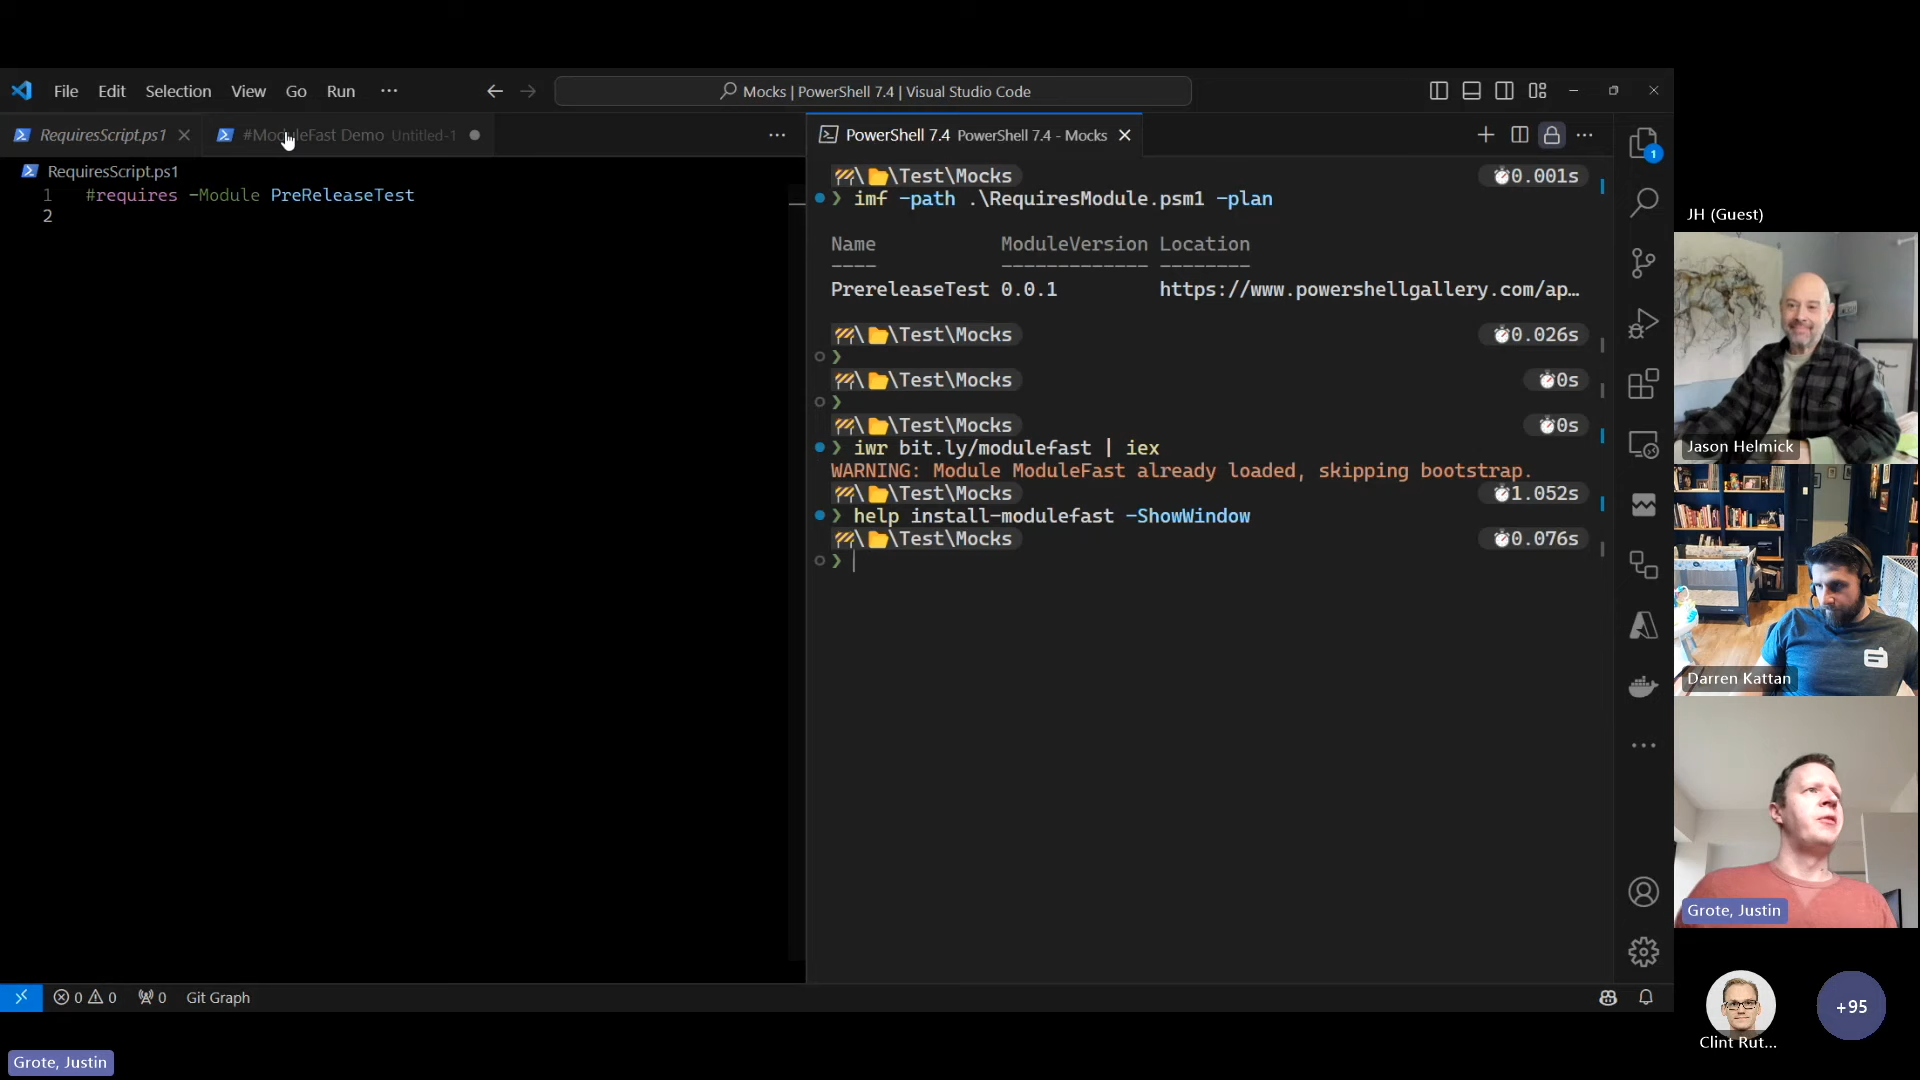 File Edit Selection View Go Run ···
Mocks | PowerShell 7.4 | Visual Studio Code
RequiresScript.ps1
#ModuleFast Demo Untitled-1
RequiresScript.ps1
1 #requires -Module PreReleaseTest
2
PowerShell 7.4 PowerShell 7.4 - Mocks
\Test\Mocks 0.001s
❯ imf -path .\RequiresModule.psm1 -plan
Name ModuleVersion Location
---- ------------- --------
PrereleaseTest 0.0.1 https://www.powershellgallery.com/ap…
\Test\Mocks 0.026s
❯
\Test\Mocks 0s
❯
\Test\Mocks 0s
❯ iwr bit.ly/modulefast | iex
WARNING: Module ModuleFast already loaded, skipping bootstrap.
\Test\Mocks 1.052s
❯ help install-modulefast -ShowWindow
\Test\Mocks 0.076s
❯
1
0 0 0 Git Graph
JH (Guest)
Jason Helmick
Darren Kattan
Grote, Justin
Clint Rut...
+95
Grote, Justin